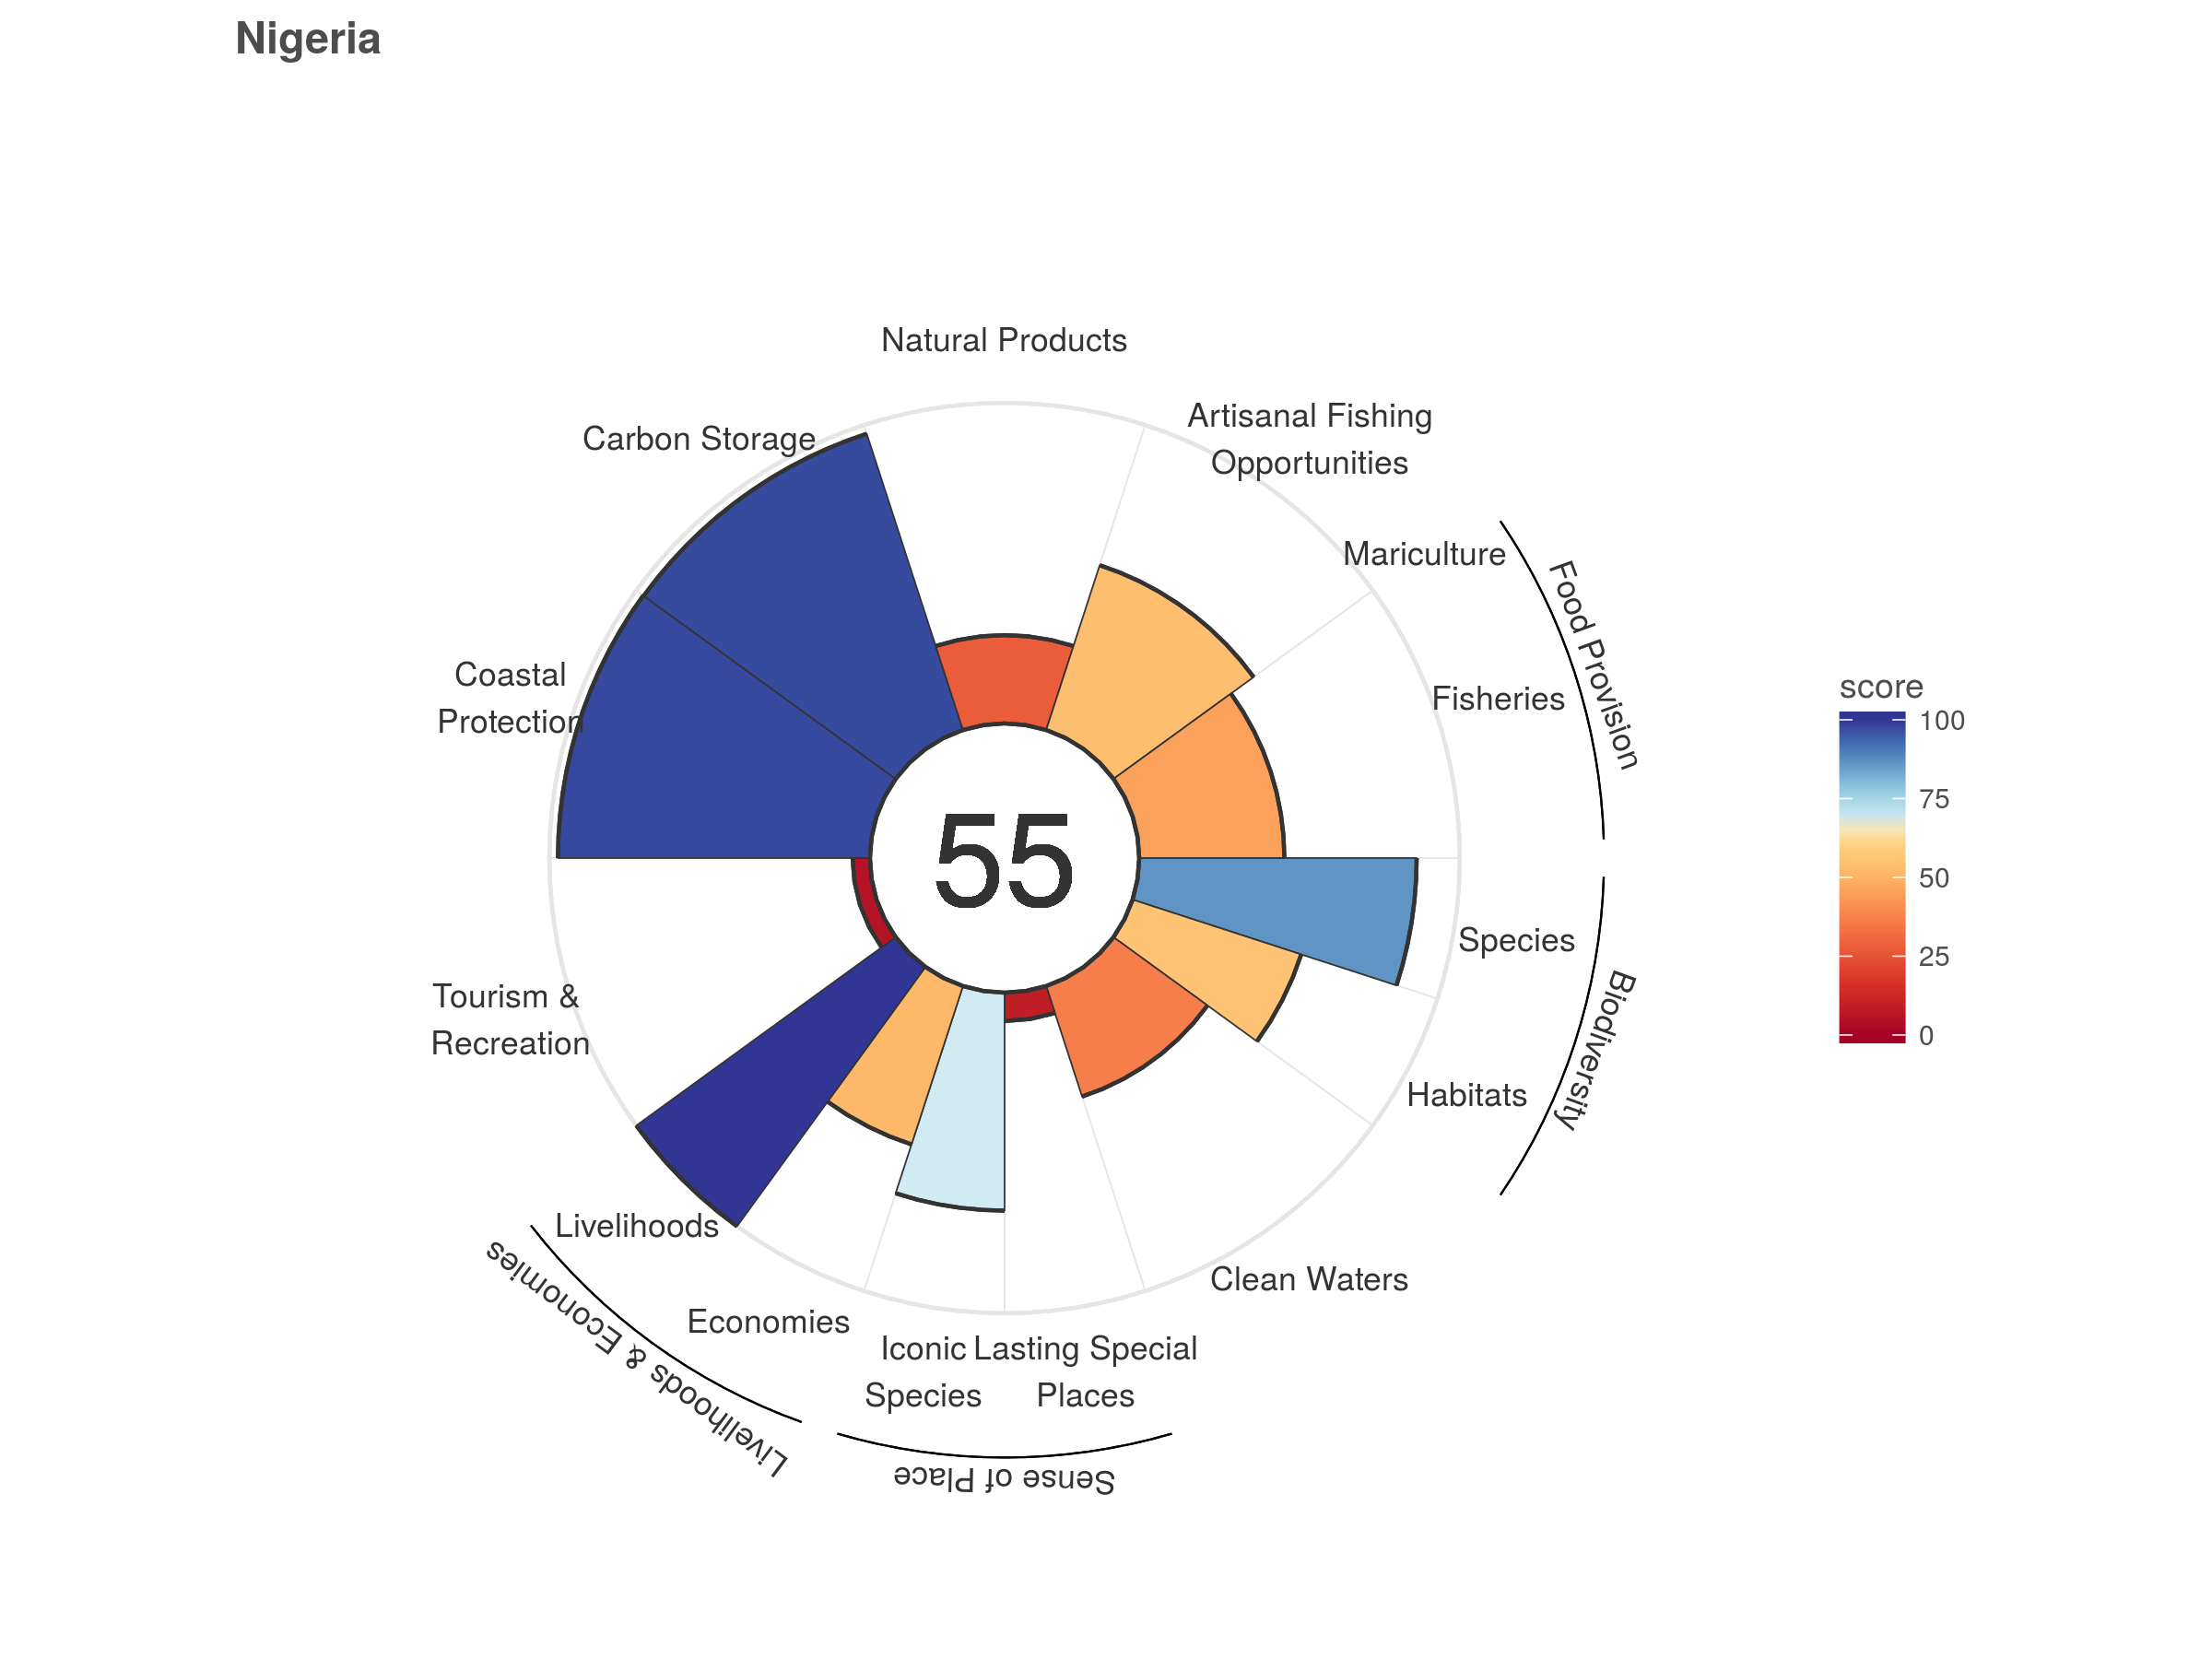 Nigeria
Natural Products
Artisanal Fishing
Opportunities
Carbon Storage
Mariculture
Food Provision
Fisheries
Coastal
Protection
55
Species
Biodiversity
Habitats
Tourism &
Recreation
Livelihoods
Livelihoods & Economies
Economies
Clean Waters
Iconic
Species
Lasting Special
Places
Sense of Place
score
100
75
50
25
0